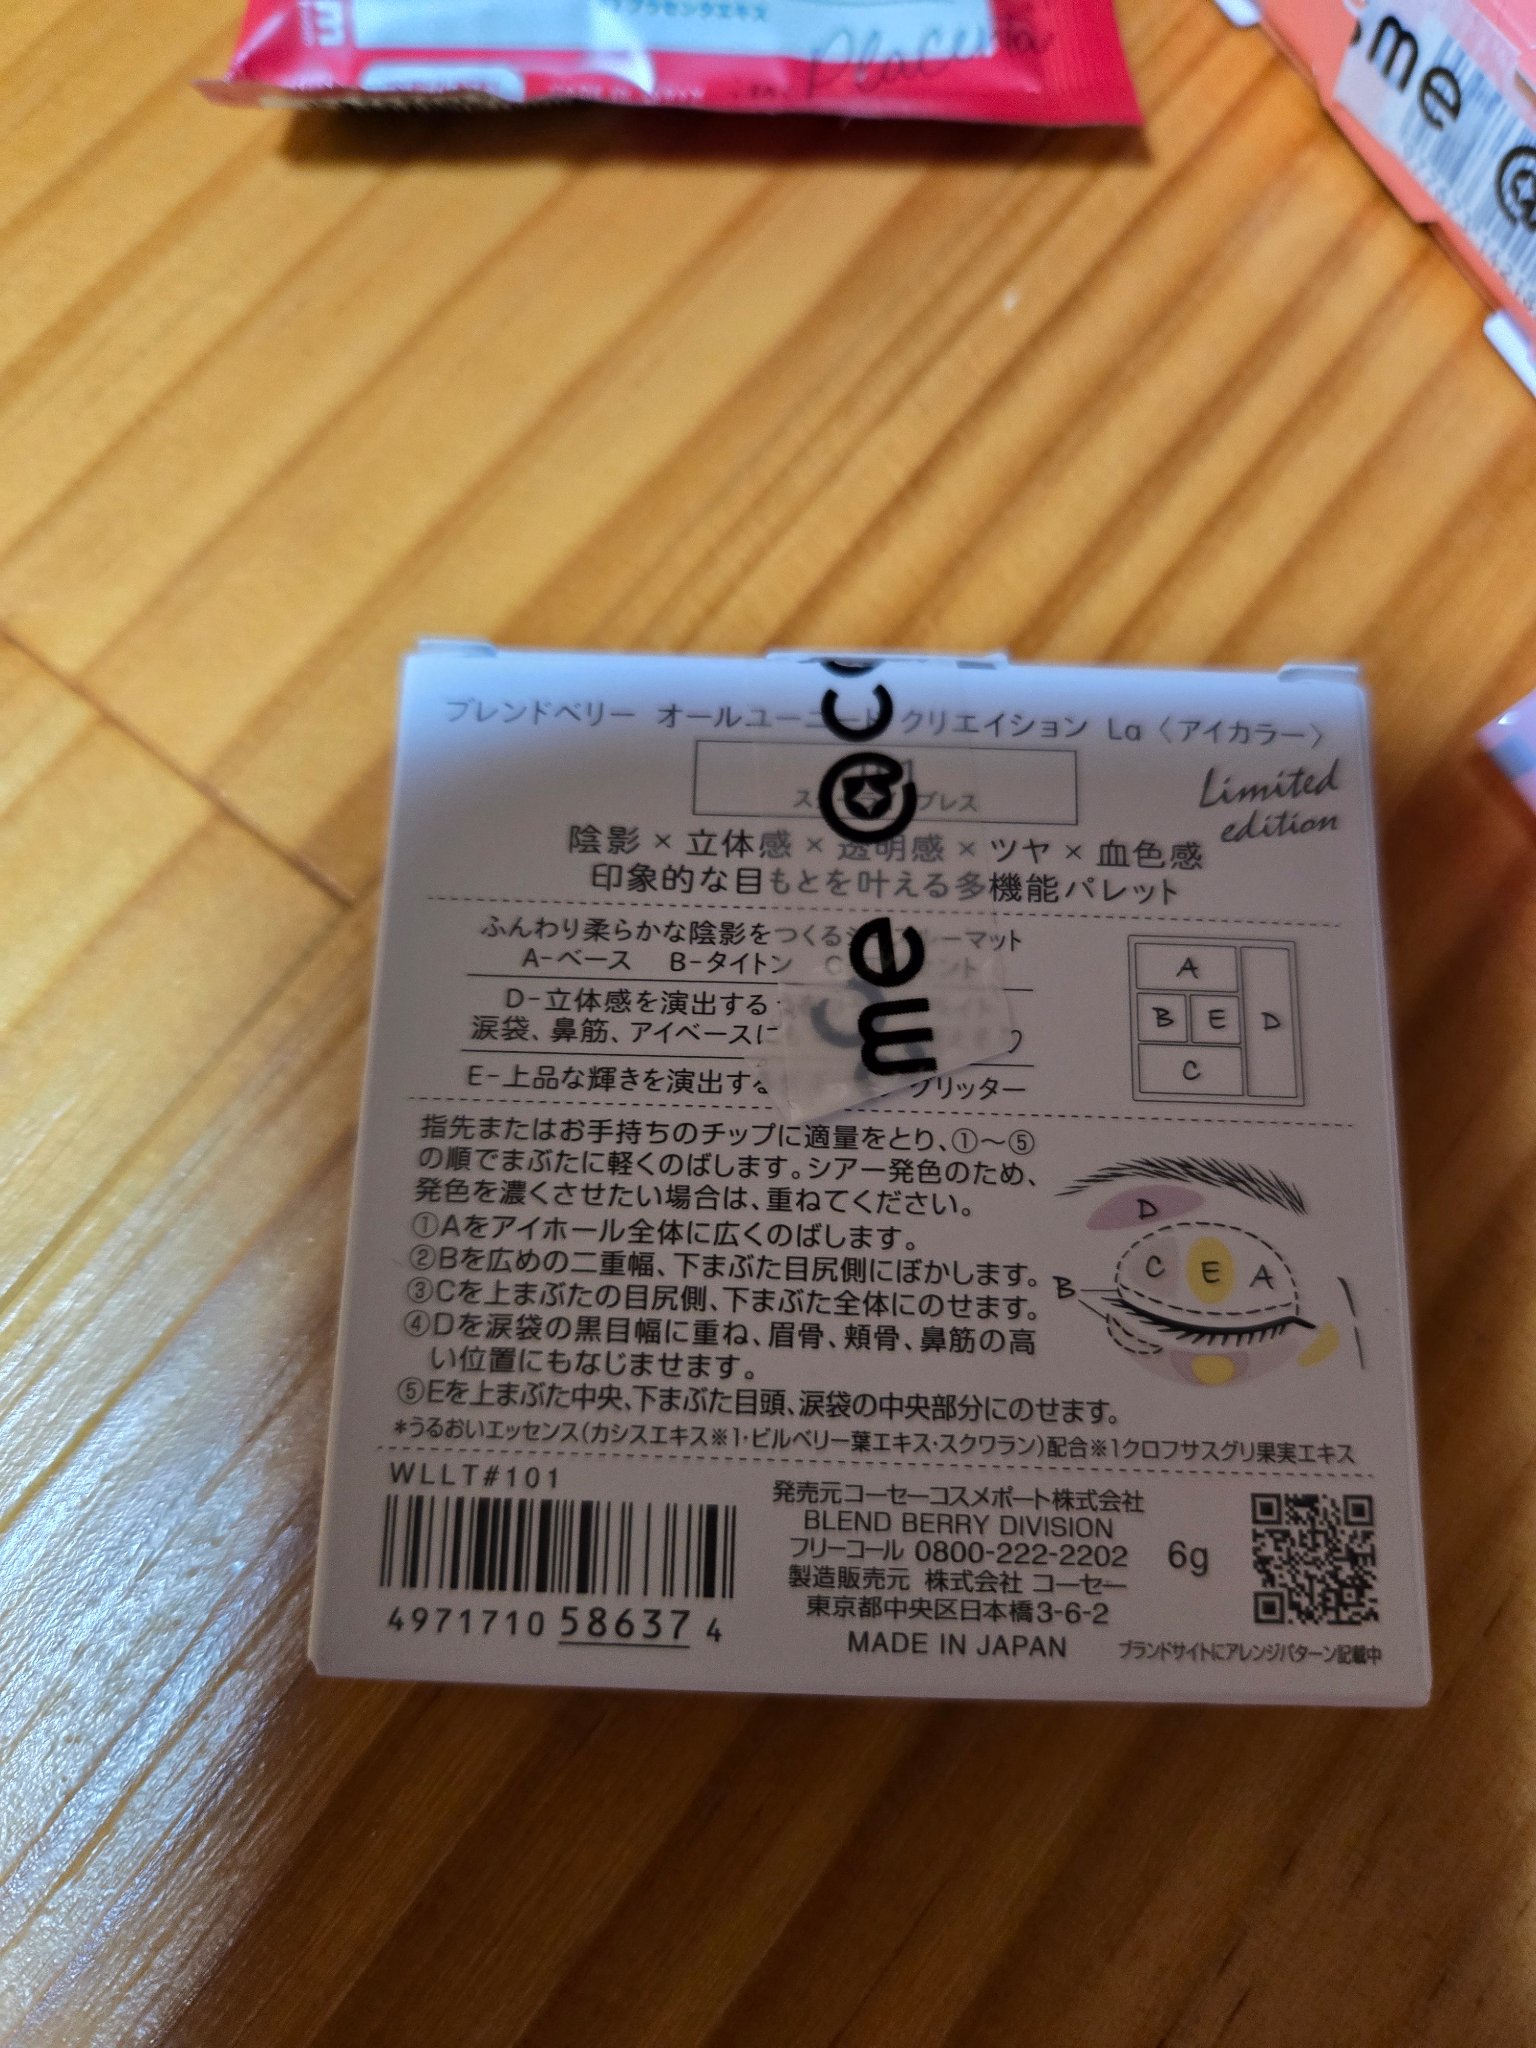 プラセンタエキス
Placenta
me
@
ブレンドベリー オールユーニード クリエイション La〈アイカラー〉
Limited
edition
ブレス
@c
me
陰影×立体感×透明感×ツヤ×血色感
印象的な目もとを叶える多機能パレット
ふんわり柔らかな陰影をつくる ーマット
A-ベース B-タイトン C
D-立体感を演出する
涙袋、鼻筋、アイベースに
E-上品な輝きを演出する グリッター
A
B E D
C
指先またはお手持ちのチップに適量をとり、①〜⑤
の順でまぶたに軽くのばします。シアー発色のため、
発色を濃くさせたい場合は、重ねてください。
①Aをアイホール全体に広くのばします。
②Bを広めの二重幅、下まぶた目尻側にぼかします。
③Cを上まぶたの目尻側、下まぶた全体にのせます。
④Dを涙袋の黒目幅に重ね、眉骨、頬骨、鼻筋の高
い位置にもなじませます。
⑤Eを上まぶた中央、下まぶた目頭、涙袋の中央部分にのせます。
D
C E A
B
*うるおいエッセンス(カシスエキス※1・ビルベリー葉エキス・スクワラン)配合※1クロフサスグリ果実エキス
WLLT#101
4971710 58637 4
発売元コーセーコスメポート株式会社
BLEND BERRY DIVISION
フリーコール 0800-222-2202
製造販売元 株式会社 コーセー
東京都中央区日本橋3-6-2
MADE IN JAPAN
6g
ブランドサイトにアレンジパターン記載中